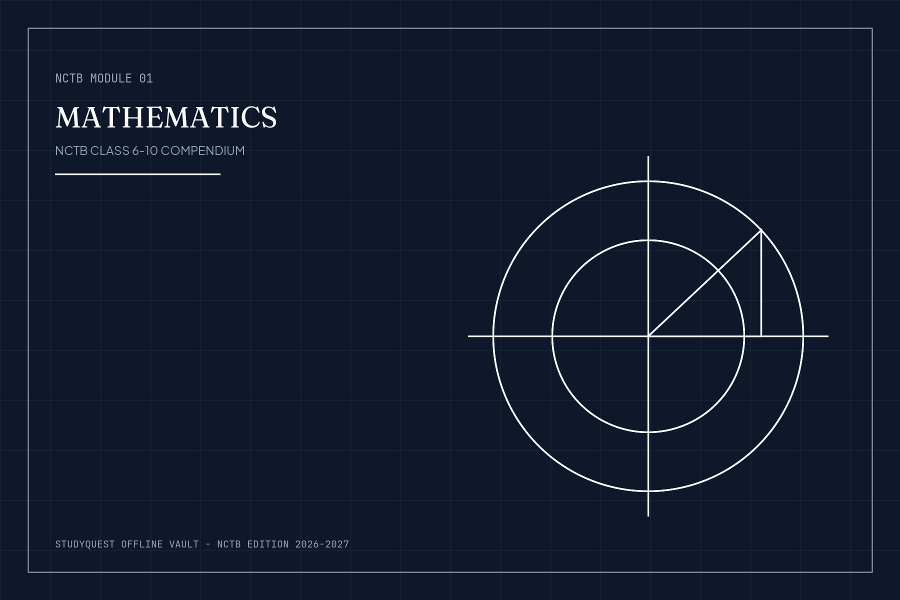 NCTB MODULE 01
MATHEMATICS
NCTB CLASS 6-10 COMPENDIUM
STUDYQUEST OFFLINE VAULT - NCTB EDITION 2026-2027